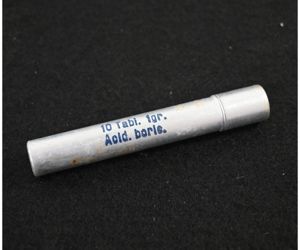 10 Tabl. 1gr.
Acid. boric.